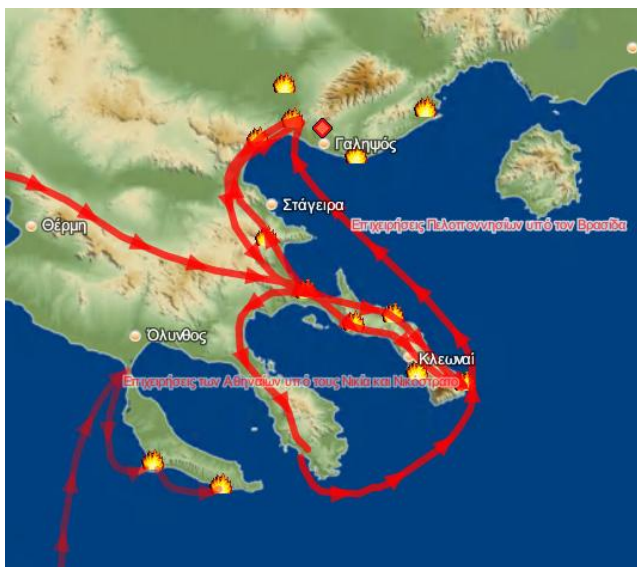 Γαληψός
Στάγειρα
Επιχειρήσεις Πελοποννησίων υπό τον Βρασίδα
Θέρμη
Όλυνθος
Κλεωναί
Επιχειρήσεις των Αθηναίων υπό τους Νικία και Νικόστρατο